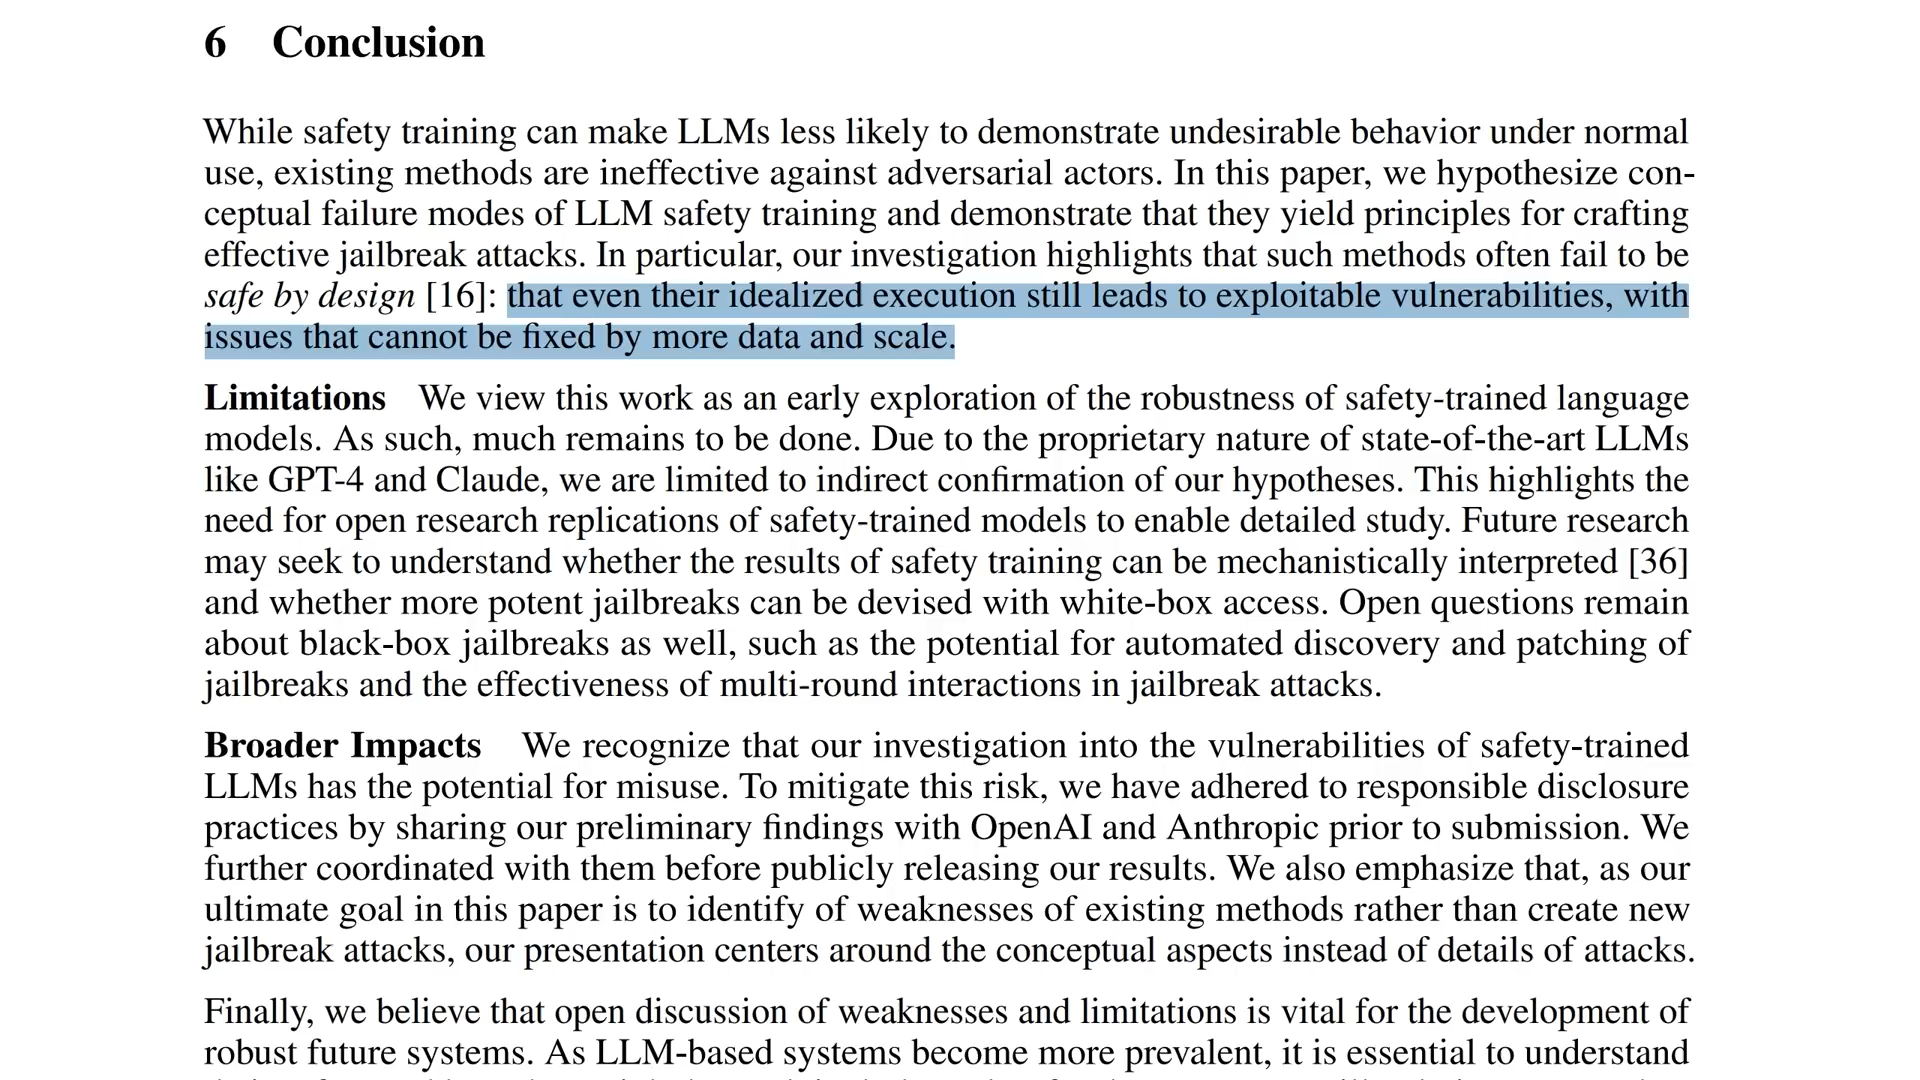 6 Conclusion
While safety training can make LLMs less likely to demonstrate undesirable behavior under normal
use, existing methods are ineffective against adversarial actors. In this paper, we hypothesize con-
ceptual failure modes of LLM safety training and demonstrate that they yield principles for crafting
effective jailbreak attacks. In particular, our investigation highlights that such methods often fail to be
safe by design [16]: that even their idealized execution still leads to exploitable vulnerabilities, with
issues that cannot be fixed by more data and scale.
Limitations We view this work as an early exploration of the robustness of safety-trained language
models. As such, much remains to be done. Due to the proprietary nature of state-of-the-art LLMs
like GPT-4 and Claude, we are limited to indirect confirmation of our hypotheses. This highlights the
need for open research replications of safety-trained models to enable detailed study. Future research
may seek to understand whether the results of safety training can be mechanistically interpreted [36]
and whether more potent jailbreaks can be devised with white-box access. Open questions remain
about black-box jailbreaks as well, such as the potential for automated discovery and patching of
jailbreaks and the effectiveness of multi-round interactions in jailbreak attacks.
Broader Impacts We recognize that our investigation into the vulnerabilities of safety-trained
LLMs has the potential for misuse. To mitigate this risk, we have adhered to responsible disclosure
practices by sharing our preliminary findings with OpenAI and Anthropic prior to submission. We
further coordinated with them before publicly releasing our results. We also emphasize that, as our
ultimate goal in this paper is to identify of weaknesses of existing methods rather than create new
jailbreak attacks, our presentation centers around the conceptual aspects instead of details of attacks.
Finally, we believe that open discussion of weaknesses and limitations is vital for the development of
robust future systems. As LLM-based systems become more prevalent, it is essential to understand